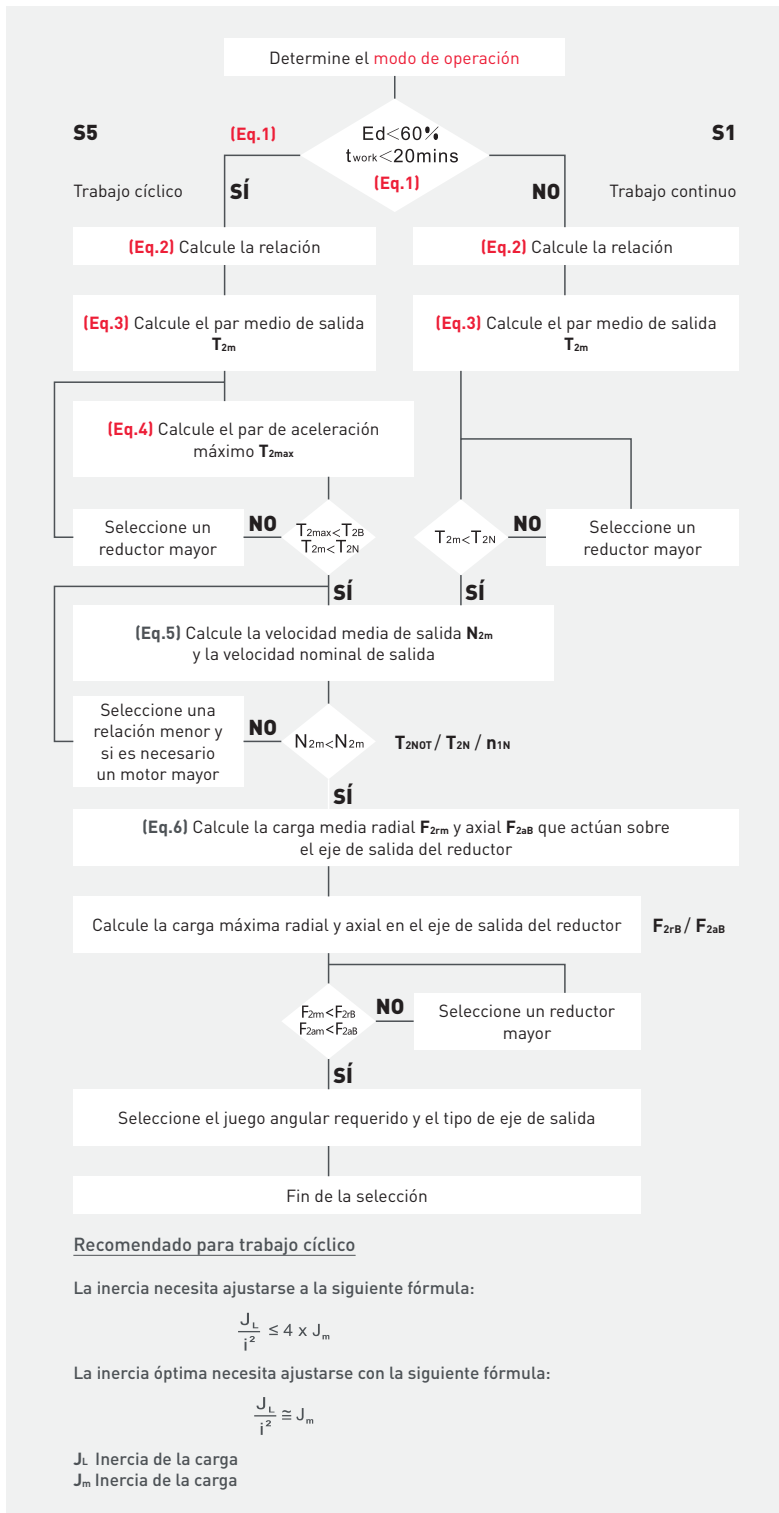 Determine el modo de operación
S5
(Eq.1)
Ed<60%
twork<20mins
(Eq.1)
S1
Trabajo cíclico
SÍ
NO
Trabajo continuo
(Eq.2) Calcule la relación
(Eq.2) Calcule la relación
(Eq.3) Calcule el par medio de salida
T2m
(Eq.3) Calcule el par medio de salida
T2m
(Eq.4) Calcule el par de aceleración
máximo T2max
Seleccione un
reductor mayor
NO
T2max<T2B
T2m<T2N
T2m<T2N
NO
Seleccione un
reductor mayor
SÍ
SÍ
(Eq.5) Calcule la velocidad media de salida N2m
y la velocidad nominal de salida
Seleccione una
relación menor y
si es necesario
un motor mayor
NO
N2m<N2m
T2NOT / T2N / n1N
SÍ
(Eq.6) Calcule la carga media radial F2rm y axial F2aB que actúan sobre
el eje de salida del reductor
Calcule la carga máxima radial y axial en el eje de salida del reductor
F2rB / F2aB
F2rm<F2rB
F2am<F2aB
NO
Seleccione un reductor
mayor
SÍ
Seleccione el juego angular requerido y el tipo de eje de salida
Fin de la selección
Recomendado para trabajo cíclico
La inercia necesita ajustarse a la siguiente fórmula:
JL / i² ≤ 4 x Jm
La inercia óptima necesita ajustarse con la siguiente fórmula:
JL / i² ≅ Jm
JL Inercia de la carga
Jm Inercia de la carga